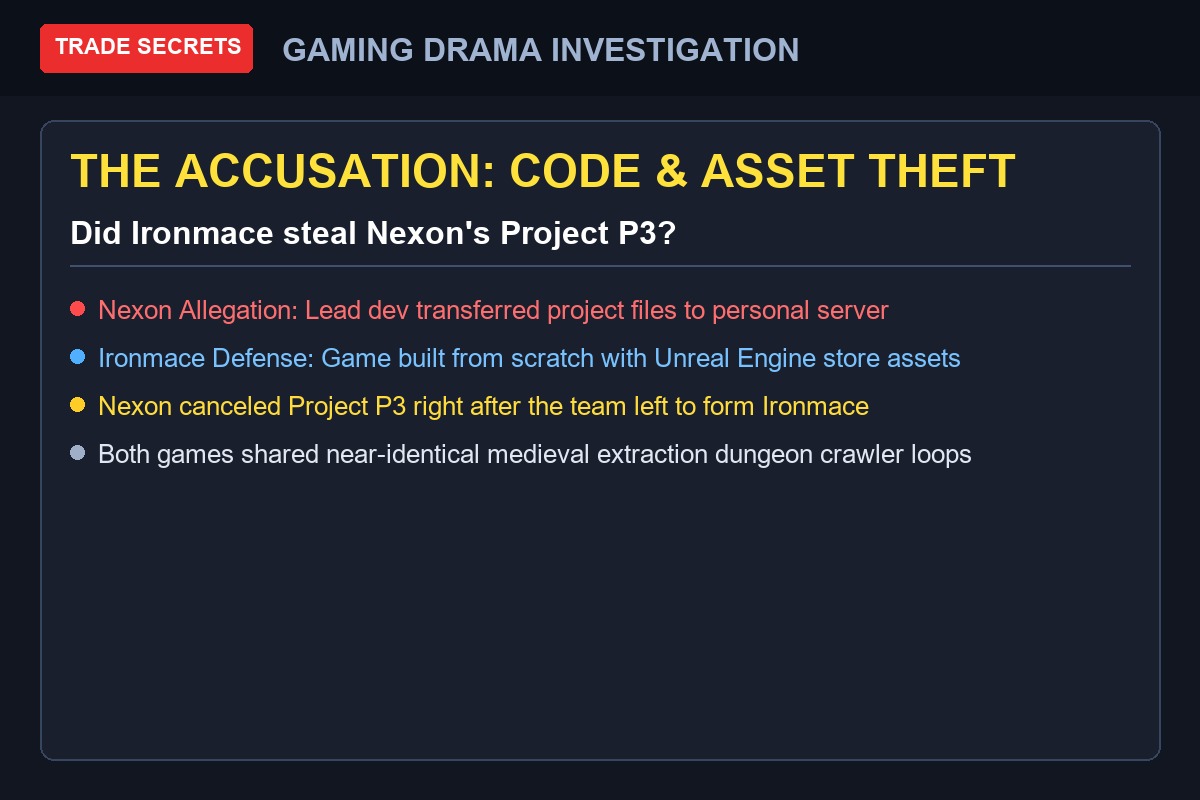 TRADE SECRETS
GAMING DRAMA INVESTIGATION
THE ACCUSATION: CODE & ASSET THEFT
Did Ironmace steal Nexon's Project P3?
Nexon Allegation: Lead dev transferred project files to personal server
Ironmace Defense: Game built from scratch with Unreal Engine store assets
Nexon canceled Project P3 right after the team left to form Ironmace
Both games shared near-identical medieval extraction dungeon crawler loops